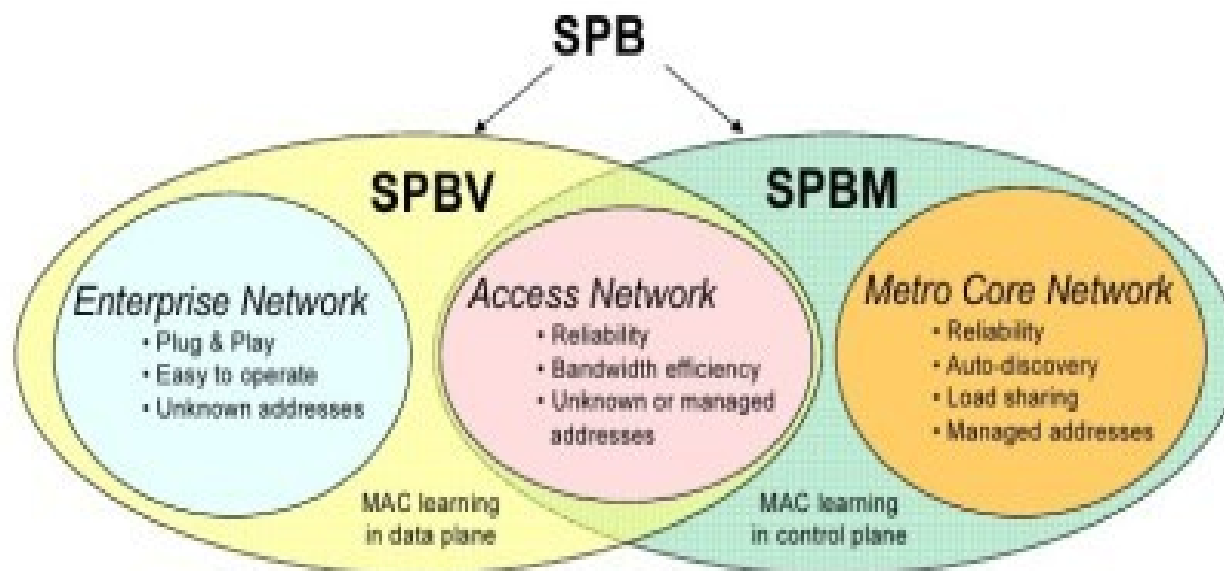 SPB
SPBV
SPBM
Enterprise Network
• Plug & Play
• Easy to operate
• Unknown addresses
Access Network
• Reliability
• Bandwidth efficiency
• Unknown or managed
addresses
Metro Core Network
• Reliability
• Auto-discovery
• Load sharing
• Managed addresses
MAC learning
in data plane
MAC learning
in control plane